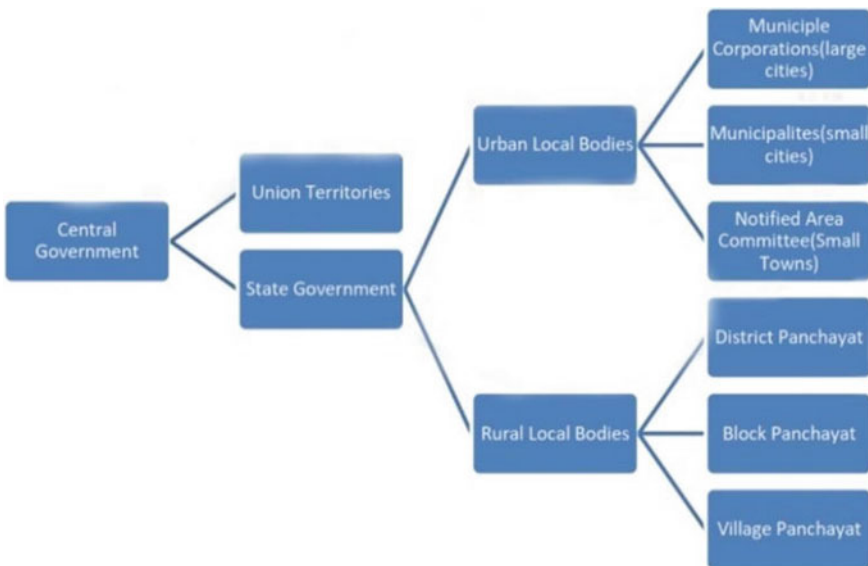 Central
Government
Union Territories
State Government
Urban Local Bodies
Rural Local Bodies
Municiple
Corporations(large
cities)
Municipalites(small
cities)
Notified Area
Committee(Small
Towns)
District Panchayat
Block Panchayat
Village Panchayat